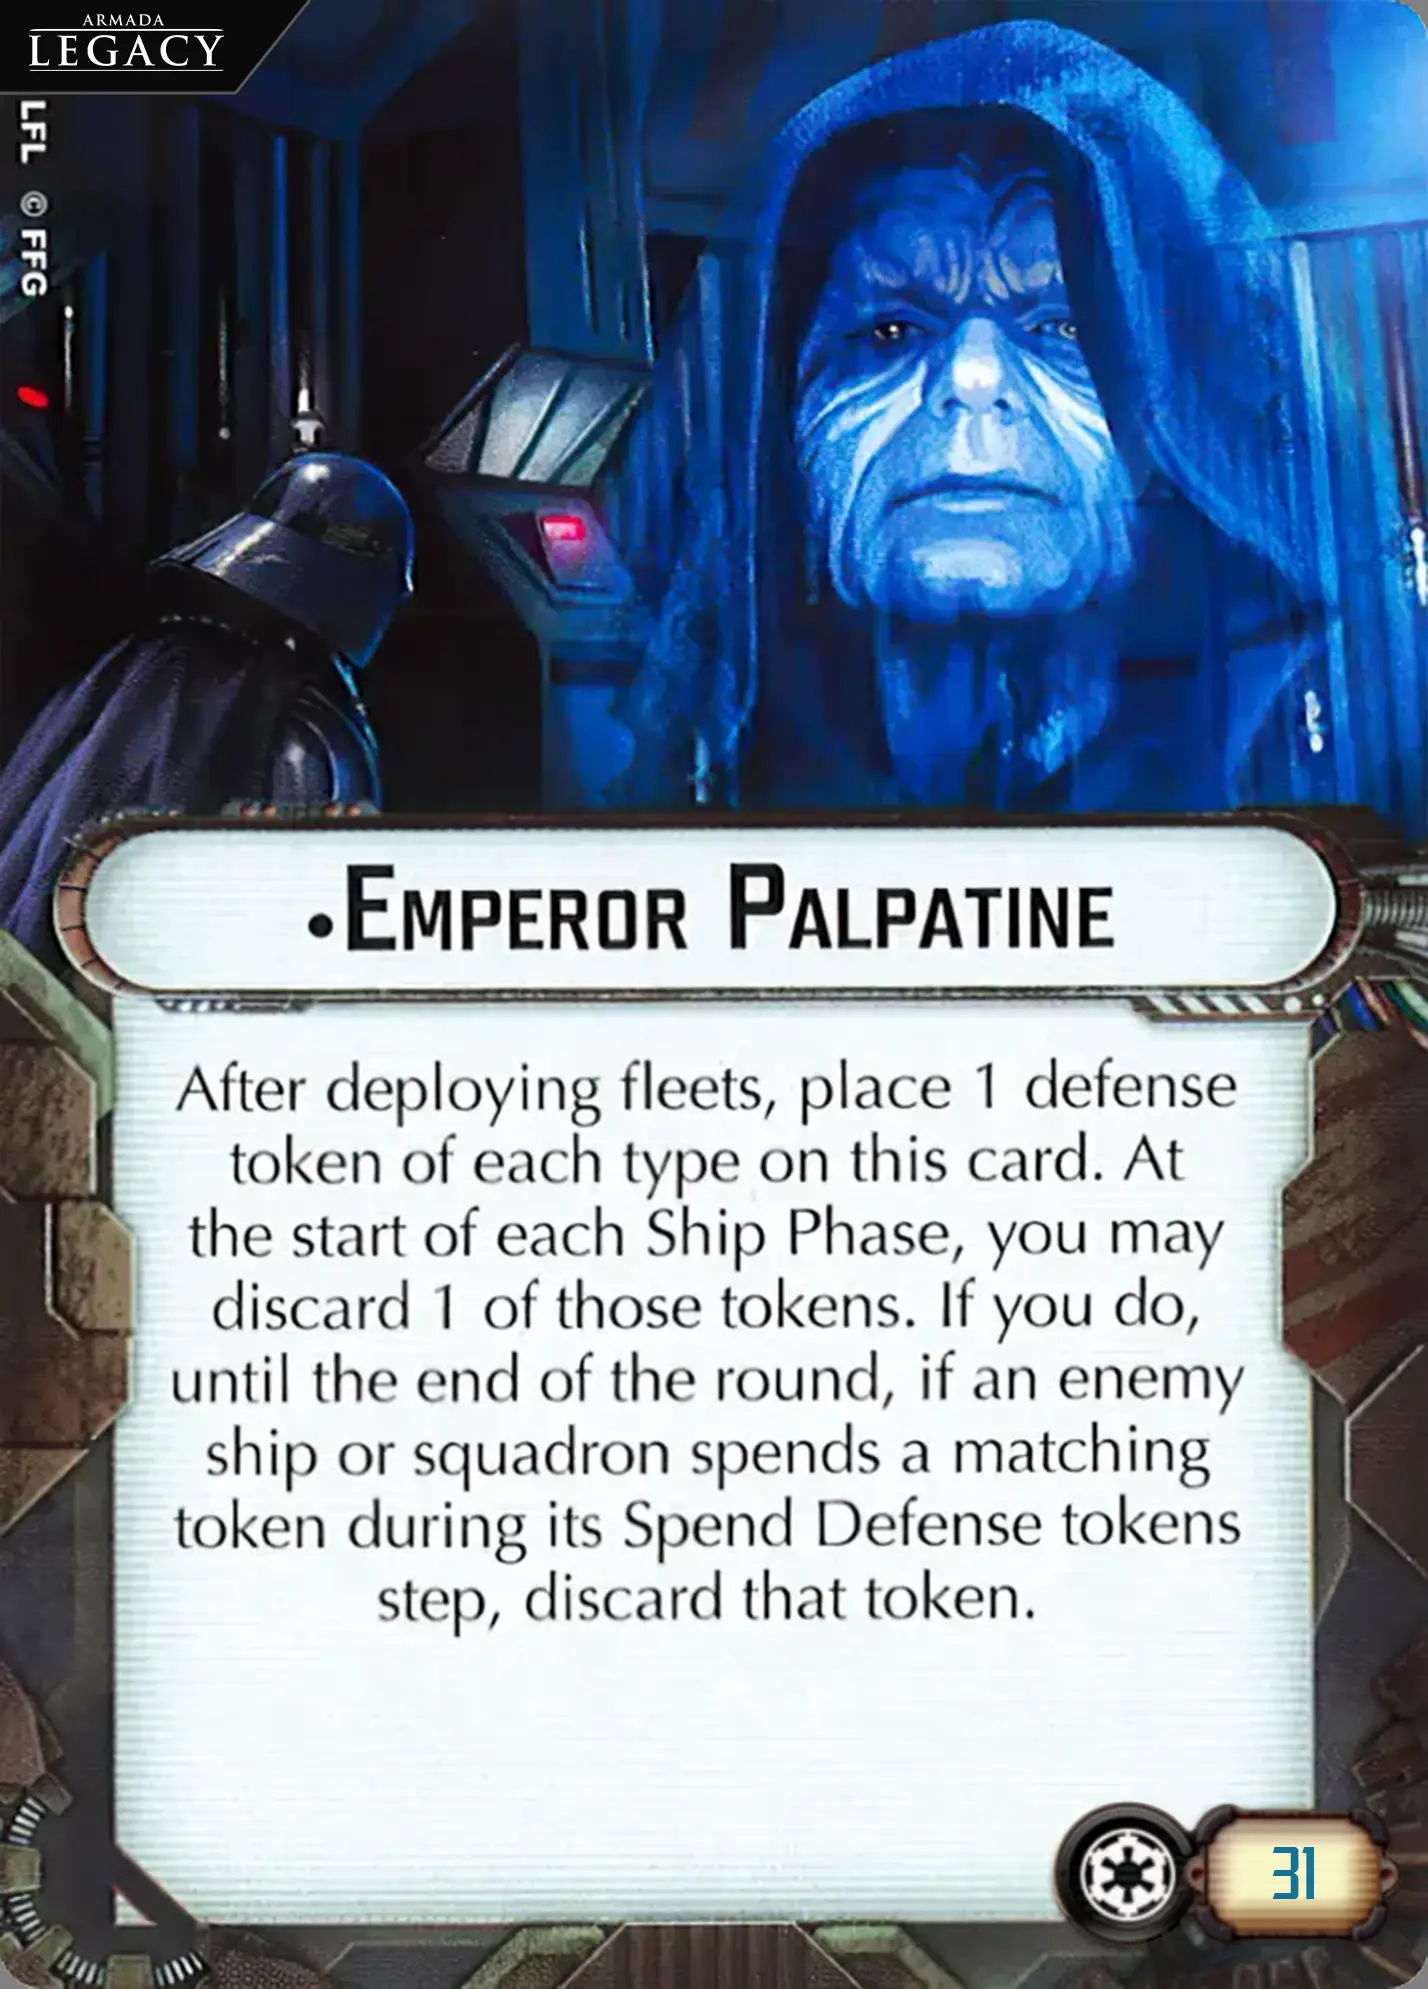 ARMADA
LEGACY
LFL © FFG
•EMPEROR PALPATINE
After deploying fleets, place 1 defense
token of each type on this card. At
the start of each Ship Phase, you may
discard 1 of those tokens. If you do,
until the end of the round, if an enemy
ship or squadron spends a matching
token during its Spend Defense tokens
step, discard that token.
31